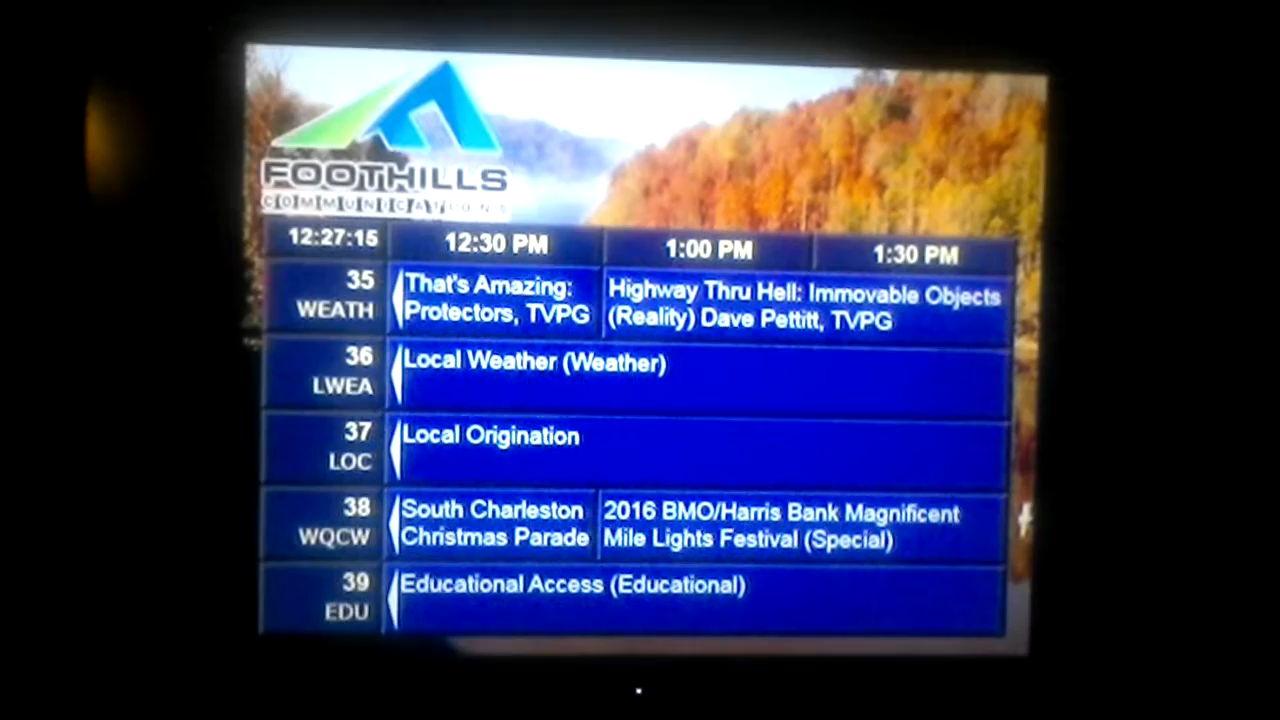 FOOTHILLS
COMMUNICATIONS
12:27:15 12:30 PM 1:00 PM 1:30 PM
35
WEATH
That's Amazing:
Protectors, TVPG
Highway Thru Hell: Immovable Objects
(Reality) Dave Pettitt, TVPG
36
LWEA
Local Weather (Weather)
37
LOC
Local Origination
38
WQCW
South Charleston
Christmas Parade
2016 BMO/Harris Bank Magnificent
Mile Lights Festival (Special)
39
EDU
Educational Access (Educational)
f